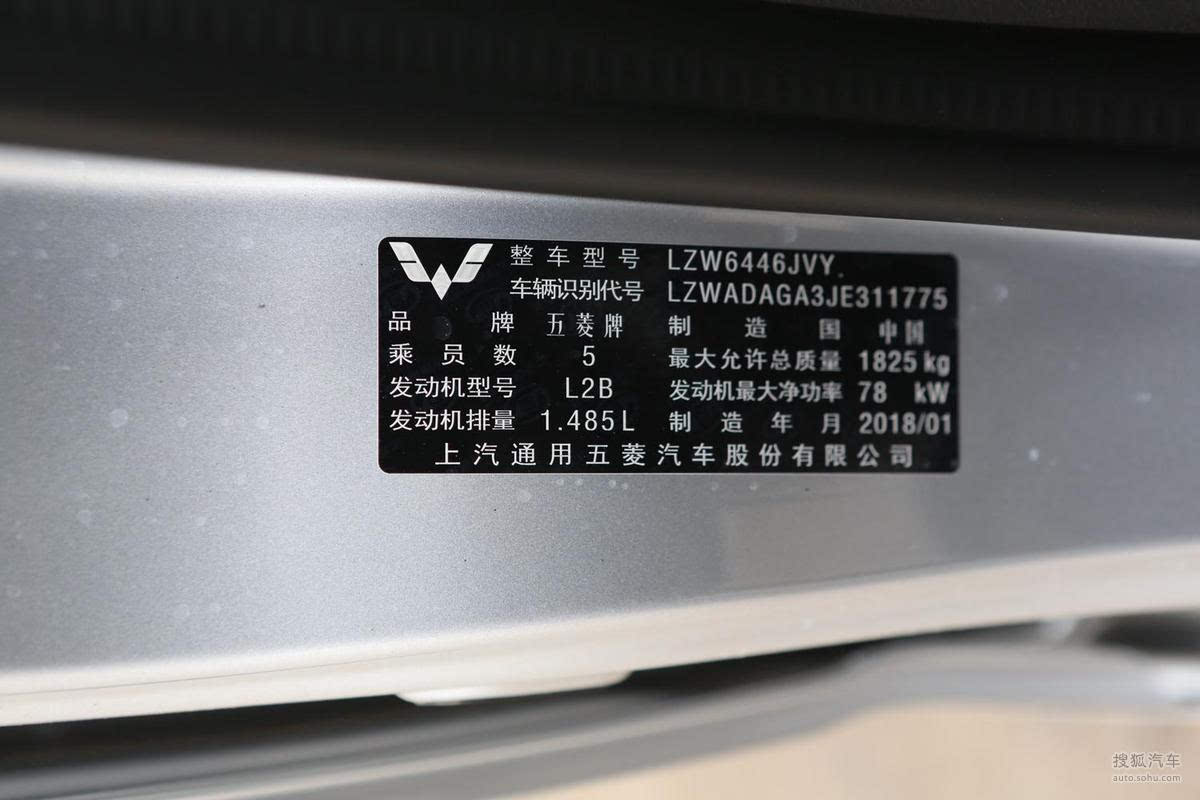 整车型号 LZW6446JVY
车辆识别代号 LZWADAGA3JE311775
品牌 五菱牌 制造国 中国
乘员数 5 最大允许总质量 1825 kg
发动机型号 L2B 发动机最大净功率 78 kW
发动机排量 1.485L 制造年月 2018/01
上汽通用五菱汽车股份有限公司
搜狐汽车
auto.sohu.com